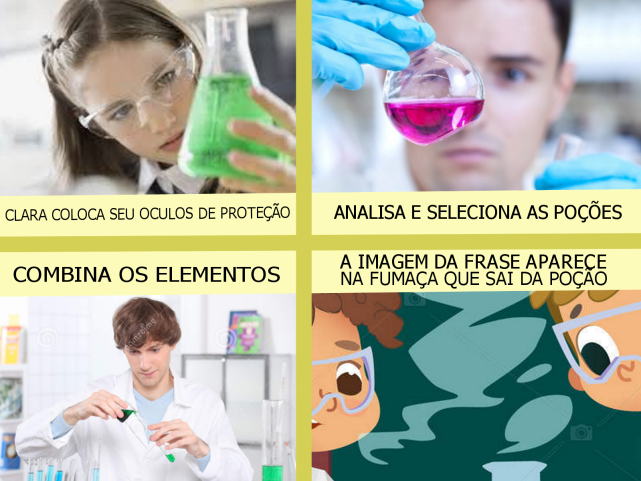 CLARA COLOCA SEU OCULOS DE PROTEÇÃO
ANALISA E SELECIONA AS POÇÕES
COMBINA OS ELEMENTOS
A IMAGEM DA FRASE APARECE
NA FUMAÇA QUE SAI DA POÇÃO